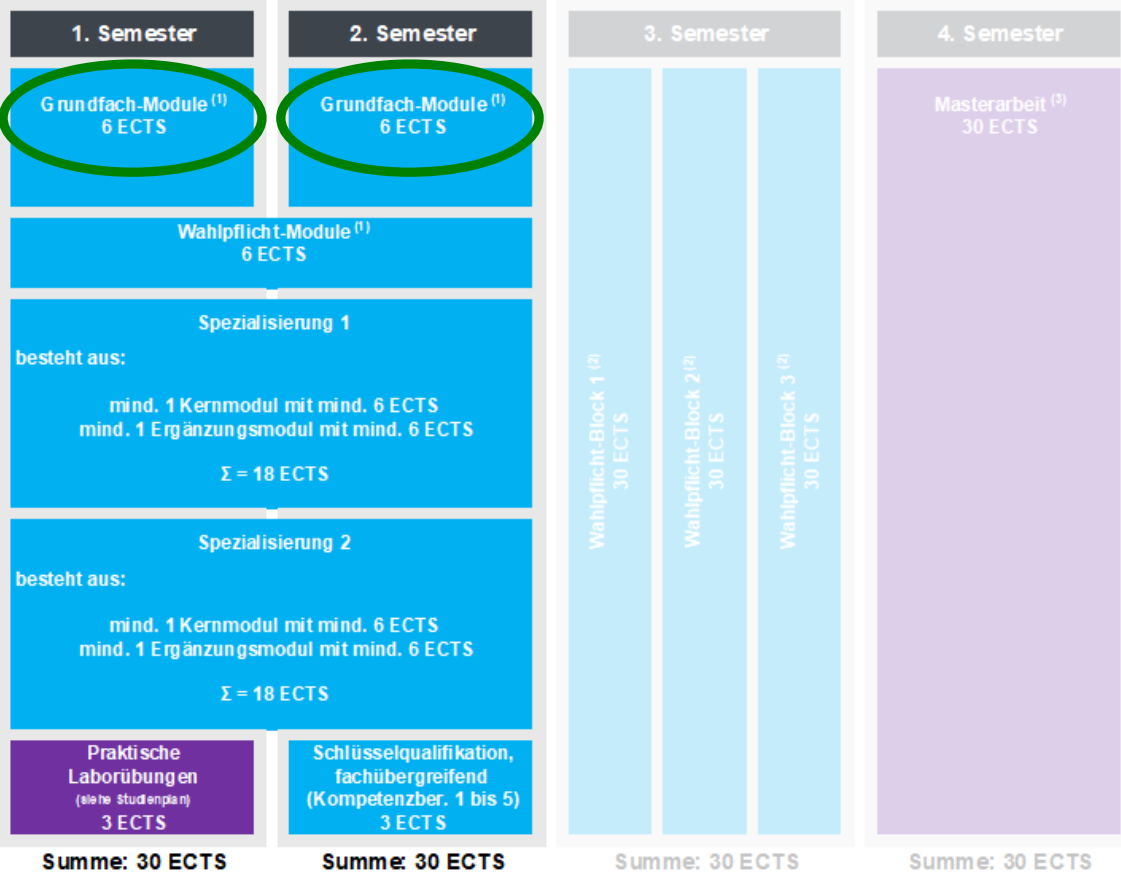 1. Semester
2. Semester
3. Semester
4. Semester
Grundfach-Module (1)
6 ECTS
Grundfach-Module (1)
6 ECTS
Wahlpflicht-Module (1)
6 ECTS
Spezialisierung 1
besteht aus:
mind. 1 Kernmodul mit mind. 6 ECTS
mind. 1 Ergänzungsmodul mit mind. 6 ECTS
Σ = 18 ECTS
Spezialisierung 2
besteht aus:
mind. 1 Kernmodul mit mind. 6 ECTS
mind. 1 Ergänzungsmodul mit mind. 6 ECTS
Σ = 18 ECTS
Praktische
Laborübungen
(siehe Studienplan)
3 ECTS
Schlüsselqualifikation,
fachübergreifend
(Kompetenzber. 1 bis 5)
3 ECTS
Wahlpflicht-Block 1 (2)
30 ECTS
Wahlpflicht-Block 2 (2)
30 ECTS
Wahlpflicht-Block 3 (2)
30 ECTS
Masterarbeit (3)
30 ECTS
Summe: 30 ECTS
Summe: 30 ECTS
Summe: 30 ECTS
Summe: 30 ECTS